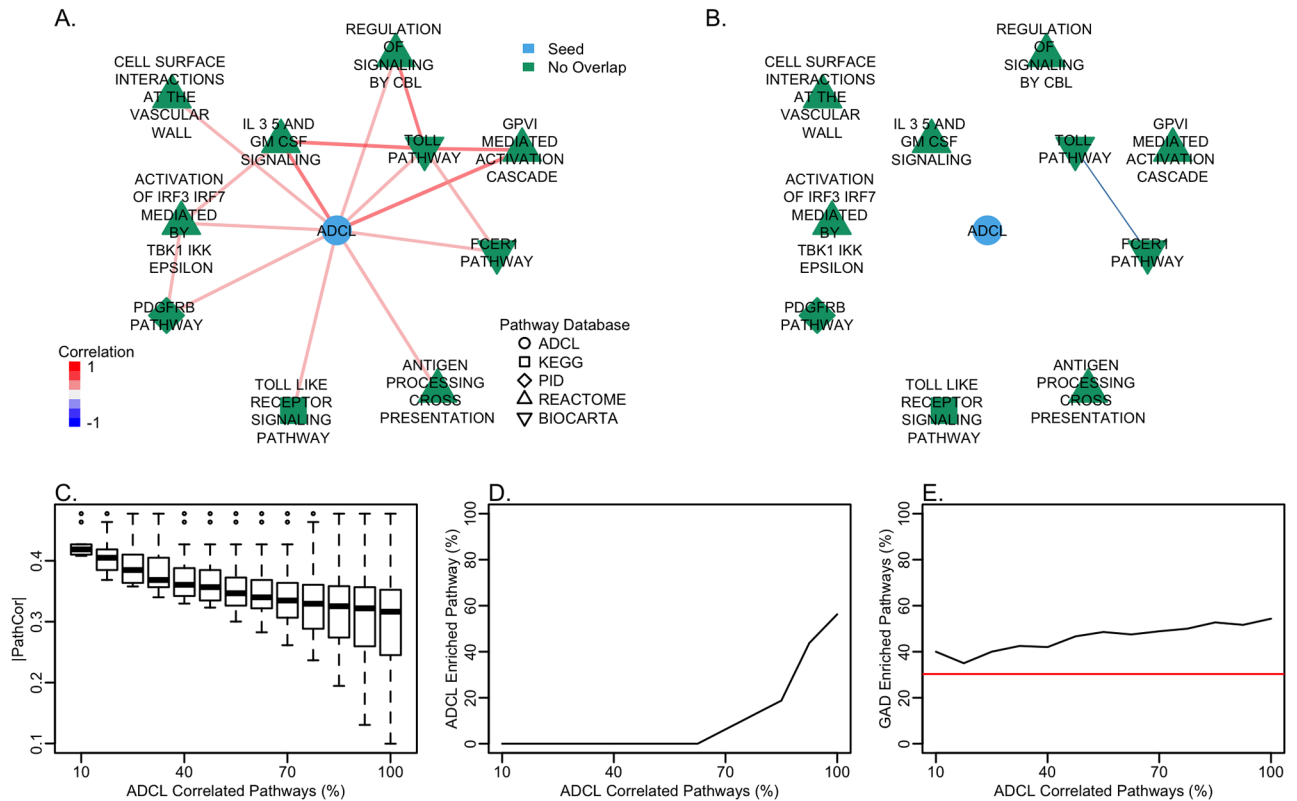 A.
REGULATION
OF
SIGNALING
BY CBL
Seed
No Overlap
CELL SURFACE
INTERACTIONS
AT THE
VASCULAR
WALL
IL 3 5 AND
GM CSF
SIGNALING
TOLL
PATHWAY
GPVI
MEDIATED
ACTIVATION
CASCADE
ACTIVATION
OF IRF3 IRF7
MEDIATED
BY
TBK1 IKK
EPSILON
ADCL
FCER1
PATHWAY
PDGFRB
PATHWAY
Correlation
1
-1
TOLL LIKE
RECEPTOR
SIGNALING
PATHWAY
ANTIGEN
PROCESSING
CROSS
PRESENTATION
Pathway Database
ADCL
KEGG
PID
REACTOME
BIOCARTA
B.
REGULATION
OF
SIGNALING
BY CBL
CELL SURFACE
INTERACTIONS
AT THE
VASCULAR
WALL
IL 3 5 AND
GM CSF
SIGNALING
TOLL
PATHWAY
GPVI
MEDIATED
ACTIVATION
CASCADE
ACTIVATION
OF IRF3 IRF7
MEDIATED
BY
TBK1 IKK
EPSILON
ADCL
FCER1
PATHWAY
PDGFRB
PATHWAY
TOLL LIKE
RECEPTOR
SIGNALING
PATHWAY
ANTIGEN
PROCESSING
CROSS
PRESENTATION
C.
|PathCor|
0.4
0.3
0.2
0.1
10 40 70 100
ADCL Correlated Pathways (%)
D.
ADCL Enriched Pathway (%)
100
80
60
40
20
0
10 40 70 100
ADCL Correlated Pathways (%)
E.
GAD Enriched Pathways (%)
100
80
60
40
20
0
10 40 70 100
ADCL Correlated Pathways (%)